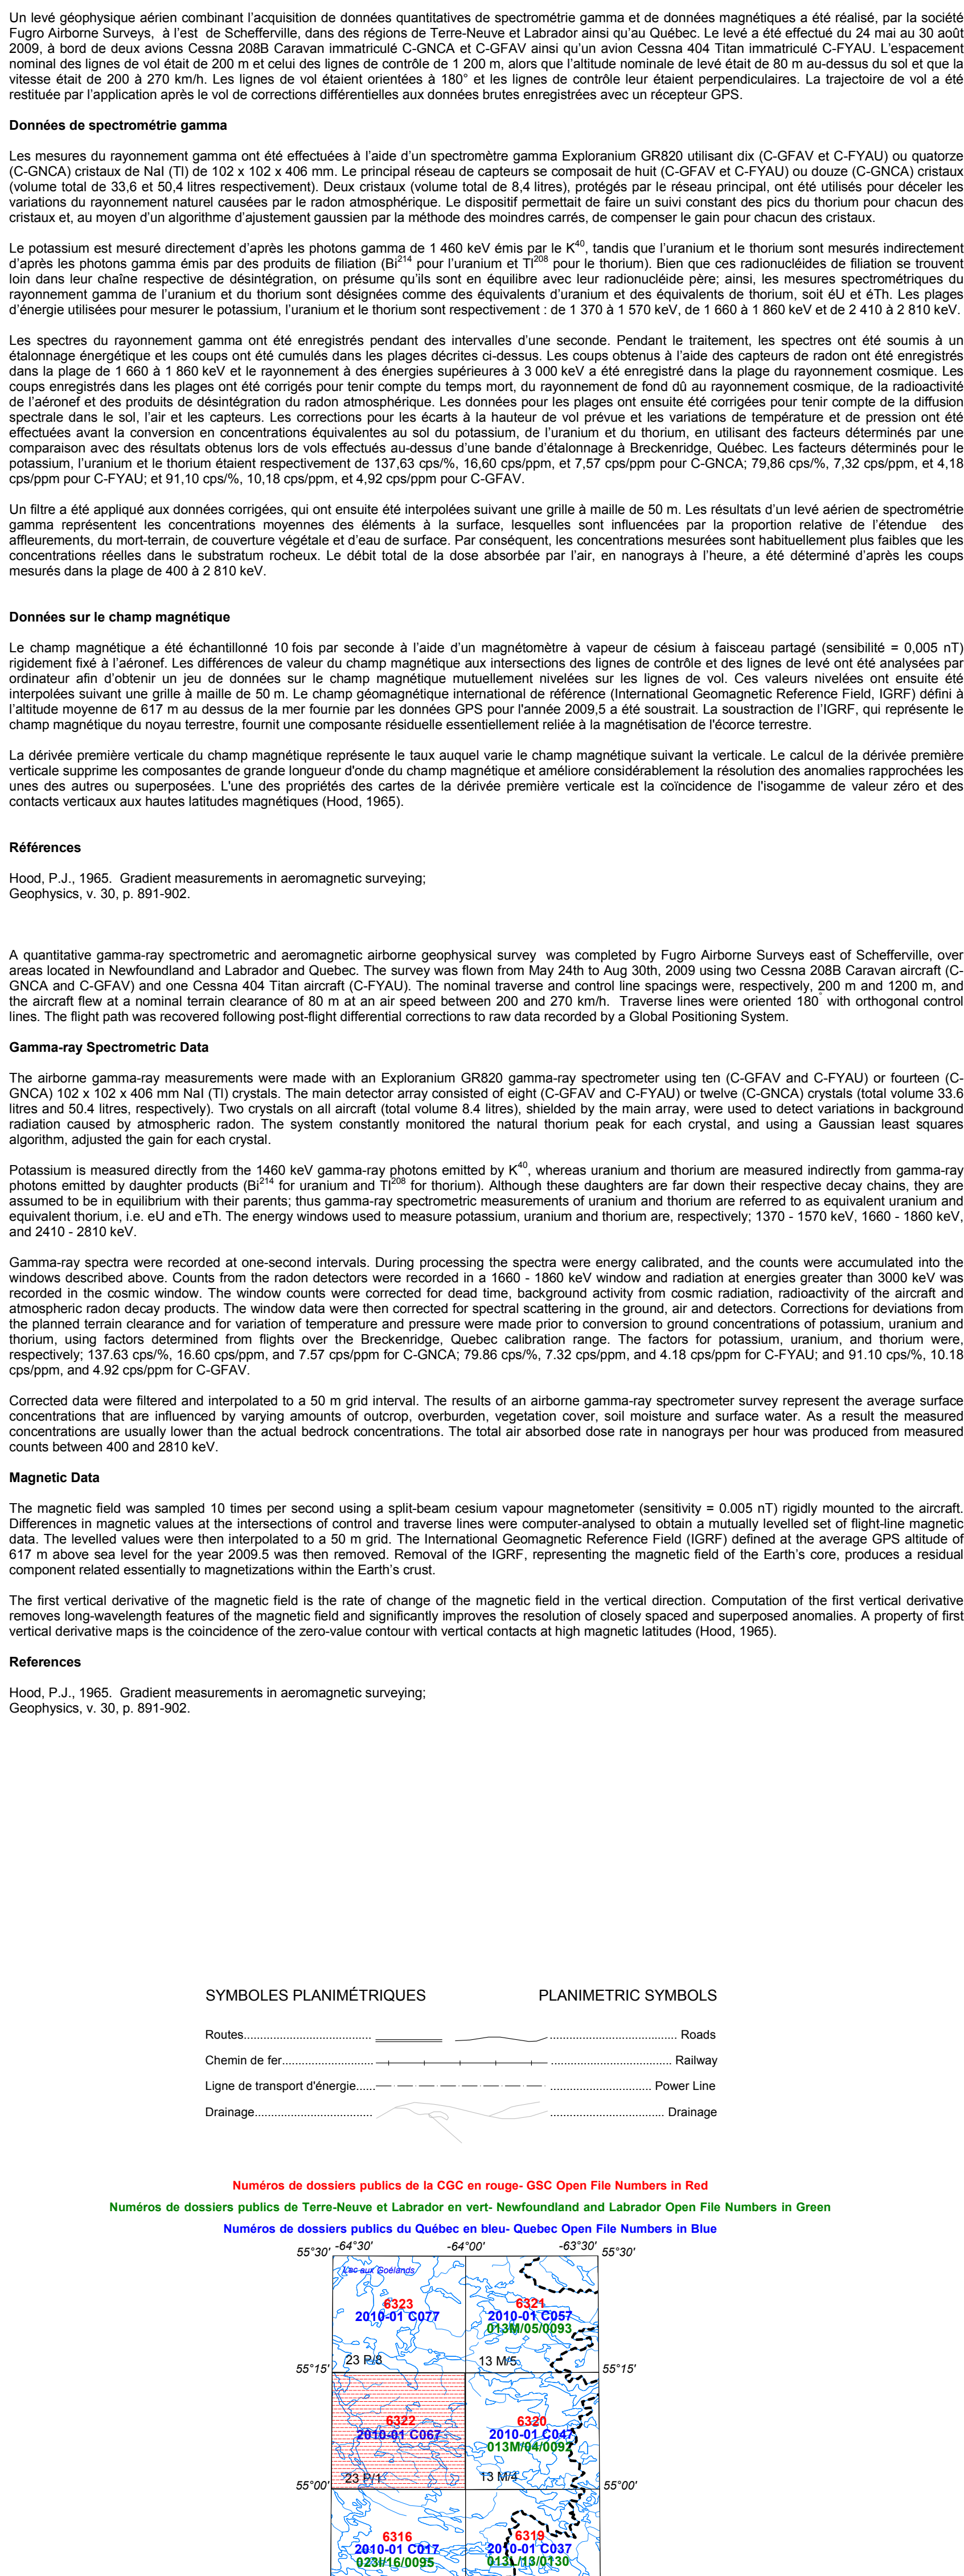 Un levé géophysique aérien combinant l’acquisition de données quantitatives de spectrométrie gamma et de données magnétiques a été réalisé, par la société
Fugro Airborne Surveys, à l’est de Schefferville, dans des régions de Terre-Neuve et Labrador ainsi qu’au Québec. Le levé a été effectué du 24 mai au 30 août
2009, à bord de deux avions Cessna 208B Caravan immatriculé C-GNCA et C-GFAV ainsi qu’un avion Cessna 404 Titan immatriculé C-FYAU. L’espacement
nominal des lignes de vol était de 200 m et celui des lignes de contrôle de 1 200 m, alors que l’altitude nominale de levé était de 80 m au-dessus du sol et que la
vitesse était de 200 à 270 km/h. Les lignes de vol étaient orientées à 180° et les lignes de contrôle leur étaient perpendiculaires. La trajectoire de vol a été
restituée par l’application après le vol de corrections différentielles aux données brutes enregistrées avec un récepteur GPS.
Données de spectrométrie gamma
Les mesures du rayonnement gamma ont été effectuées à l’aide d’un spectromètre gamma Exploranium GR820 utilisant dix (C-GFAV et C-FYAU) ou quatorze
(C-GNCA) cristaux de NaI (Tl) de 102 x 102 x 406 mm. Le principal réseau de capteurs se composait de huit (C-GFAV et C-FYAU) ou douze (C-GNCA) cristaux
(volume total de 33,6 et 50,4 litres respectivement). Deux cristaux (volume total de 8,4 litres), protégés par le réseau principal, ont été utilisés pour déceler les
variations du rayonnement naturel causées par le radon atmosphérique. Le dispositif permettait de faire un suivi constant des pics du thorium pour chacun des
cristaux et, au moyen d’un algorithme d’ajustement gaussien par la méthode des moindres carrés, de compenser le gain pour chacun des cristaux.
Le potassium est mesuré directement d’après les photons gamma de 1 460 keV émis par le K40, tandis que l’uranium et le thorium sont mesurés indirectement
d’après les photons gamma émis par des produits de filiation (Bi214 pour l’uranium et Tl208 pour le thorium). Bien que ces radionucléides de filiation se trouvent
loin dans leur chaîne respective de désintégration, on présume qu’ils sont en équilibre avec leur radionucléide père; ainsi, les mesures spectrométriques du
rayonnement gamma de l’uranium et du thorium sont désignées comme des équivalents d’uranium et des équivalents de thorium, soit éU et éTh. Les plages
d’énergie utilisées pour mesurer le potassium, l’uranium et le thorium sont respectivement : de 1 370 à 1 570 keV, de 1 660 à 1 860 keV et de 2 410 à 2 810 keV.
Les spectres du rayonnement gamma ont été enregistrés pendant des intervalles d’une seconde. Pendant le traitement, les spectres ont été soumis à un
étalonnage énergétique et les coups ont été cumulés dans les plages décrites ci-dessus. Les coups obtenus à l’aide des capteurs de radon ont été enregistrés
dans la plage de 1 660 à 1 860 keV et le rayonnement à des énergies supérieures à 3 000 keV a été enregistré dans la plage du rayonnement cosmique. Les
coups enregistrés dans les plages ont été corrigés pour tenir compte du temps mort, du rayonnement de fond dû au rayonnement cosmique, de la radioactivité
de l’aéronef et des produits de désintégration du radon atmosphérique. Les données pour les plages ont ensuite été corrigées pour tenir compte de la diffusion
spectrale dans le sol, l’air et les capteurs. Les corrections pour les écarts à la hauteur de vol prévue et les variations de température et de pression ont été
effectuées avant la conversion en concentrations équivalentes au sol du potassium, de l’uranium et du thorium, en utilisant des facteurs déterminés par une
comparaison avec des résultats obtenus lors de vols effectués au-dessus d’une bande d’étalonnage à Breckenridge, Québec. Les facteurs déterminés pour le
potassium, l’uranium et le thorium étaient respectivement de 137,63 cps/%, 16,60 cps/ppm, et 7,57 cps/ppm pour C-GNCA; 79,86 cps/%, 7,32 cps/ppm, et 4,18
cps/ppm pour C-FYAU; et 91,10 cps/%, 10,18 cps/ppm, et 4,92 cps/ppm pour C-GFAV.
Un filtre a été appliqué aux données corrigées, qui ont ensuite été interpolées suivant une grille à maille de 50 m. Les résultats d’un levé aérien de spectrométrie
gamma représentent les concentrations moyennes des éléments à la surface, lesquelles sont influencées par la proportion relative de l’étendue des
affleurements, du mort-terrain, de couverture végétale et d’eau de surface. Par conséquent, les concentrations mesurées sont habituellement plus faibles que les
concentrations réelles dans le substratum rocheux. Le débit total de la dose absorbée par l’air, en nanograys à l’heure, a été déterminé d’après les coups
mesurés dans la plage de 400 à 2 810 keV.
Données sur le champ magnétique
Le champ magnétique a été échantillonné 10 fois par seconde à l’aide d’un magnétomètre à vapeur de césium à faisceau partagé (sensibilité = 0,005 nT)
rigidement fixé à l’aéronef. Les différences de valeur du champ magnétique aux intersections des lignes de contrôle et des lignes de levé ont été analysées par
ordinateur afin d’obtenir un jeu de données sur le champ magnétique mutuellement nivelées sur les lignes de vol. Ces valeurs nivelées ont ensuite été
interpolées suivant une grille à maille de 50 m. Le champ géomagnétique international de référence (International Geomagnetic Reference Field, IGRF) défini à
l’altitude moyenne de 617 m au dessus de la mer fournie par les données GPS pour l'année 2009,5 a été soustrait. La soustraction de l’IGRF, qui représente le
champ magnétique du noyau terrestre, fournit une composante résiduelle essentiellement reliée à la magnétisation de l'écorce terrestre.
La dérivée première verticale du champ magnétique représente le taux auquel varie le champ magnétique suivant la verticale. Le calcul de la dérivée première
verticale supprime les composantes de grande longueur d'onde du champ magnétique et améliore considérablement la résolution des anomalies rapprochées les
unes des autres ou superposées. L'une des propriétés des cartes de la dérivée première verticale est la coïncidence de l'isogamme de valeur zéro et des
contacts verticaux aux hautes latitudes magnétiques (Hood, 1965).
Références
Hood, P.J., 1965. Gradient measurements in aeromagnetic surveying;
Geophysics, v. 30, p. 891-902.
A quantitative gamma-ray spectrometric and aeromagnetic airborne geophysical survey was completed by Fugro Airborne Surveys east of Schefferville, over
areas located in Newfoundland and Labrador and Quebec. The survey was flown from May 24th to Aug 30th, 2009 using two Cessna 208B Caravan aircraft (C-
GNCA and C-GFAV) and one Cessna 404 Titan aircraft (C-FYAU). The nominal traverse and control line spacings were, respectively, 200 m and 1200 m, and
the aircraft flew at a nominal terrain clearance of 80 m at an air speed between 200 and 270 km/h. Traverse lines were oriented 180° with orthogonal control
lines. The flight path was recovered following post-flight differential corrections to raw data recorded by a Global Positioning System.
Gamma-ray Spectrometric Data
The airborne gamma-ray measurements were made with an Exploranium GR820 gamma-ray spectrometer using ten (C-GFAV and C-FYAU) or fourteen (C-
GNCA) 102 x 102 x 406 mm NaI (Tl) crystals. The main detector array consisted of eight (C-GFAV and C-FYAU) or twelve (C-GNCA) crystals (total volume 33.6
litres and 50.4 litres, respectively). Two crystals on all aircraft (total volume 8.4 litres), shielded by the main array, were used to detect variations in background
radiation caused by atmospheric radon. The system constantly monitored the natural thorium peak for each crystal, and using a Gaussian least squares
algorithm, adjusted the gain for each crystal.
Potassium is measured directly from the 1460 keV gamma-ray photons emitted by K40, whereas uranium and thorium are measured indirectly from gamma-ray
photons emitted by daughter products (Bi214 for uranium and Tl208 for thorium). Although these daughters are far down their respective decay chains, they are
assumed to be in equilibrium with their parents; thus gamma-ray spectrometric measurements of uranium and thorium are referred to as equivalent uranium and
equivalent thorium, i.e. eU and eTh. The energy windows used to measure potassium, uranium and thorium are, respectively; 1370 - 1570 keV, 1660 - 1860 keV,
and 2410 - 2810 keV.
Gamma-ray spectra were recorded at one-second intervals. During processing the spectra were energy calibrated, and the counts were accumulated into the
windows described above. Counts from the radon detectors were recorded in a 1660 - 1860 keV window and radiation at energies greater than 3000 keV was
recorded in the cosmic window. The window counts were corrected for dead time, background activity from cosmic radiation, radioactivity of the aircraft and
atmospheric radon decay products. The window data were then corrected for spectral scattering in the ground, air and detectors. Corrections for deviations from
the planned terrain clearance and for variation of temperature and pressure were made prior to conversion to ground concentrations of potassium, uranium and
thorium, using factors determined from flights over the Breckenridge, Quebec calibration range. The factors for potassium, uranium, and thorium were,
respectively; 137.63 cps/%, 16.60 cps/ppm, and 7.57 cps/ppm for C-GNCA; 79.86 cps/%, 7.32 cps/ppm, and 4.18 cps/ppm for C-FYAU; and 91.10 cps/%, 10.18
cps/ppm, and 4.92 cps/ppm for C-GFAV.
Corrected data were filtered and interpolated to a 50 m grid interval. The results of an airborne gamma-ray spectrometer survey represent the average surface
concentrations that are influenced by varying amounts of outcrop, overburden, vegetation cover, soil moisture and surface water. As a result the measured
concentrations are usually lower than the actual bedrock concentrations. The total air absorbed dose rate in nanograys per hour was produced from measured
counts between 400 and 2810 keV.
Magnetic Data
The magnetic field was sampled 10 times per second using a split-beam cesium vapour magnetometer (sensitivity = 0.005 nT) rigidly mounted to the aircraft.
Differences in magnetic values at the intersections of control and traverse lines were computer-analysed to obtain a mutually levelled set of flight-line magnetic
data. The levelled values were then interpolated to a 50 m grid. The International Geomagnetic Reference Field (IGRF) defined at the average GPS altitude of
617 m above sea level for the year 2009.5 was then removed. Removal of the IGRF, representing the magnetic field of the Earth’s core, produces a residual
component related essentially to magnetizations within the Earth’s crust.
The first vertical derivative of the magnetic field is the rate of change of the magnetic field in the vertical direction. Computation of the first vertical derivative
removes long-wavelength features of the magnetic field and significantly improves the resolution of closely spaced and superposed anomalies. A property of first
vertical derivative maps is the coincidence of the zero-value contour with vertical contacts at high magnetic latitudes (Hood, 1965).
References
Hood, P.J., 1965. Gradient measurements in aeromagnetic surveying;
Geophysics, v. 30, p. 891-902.
SYMBOLES PLANIMÉTRIQUES PLANIMETRIC SYMBOLS
Routes....................................... ....................................... Roads
Chemin de fer............................ ..................................... Railway
Ligne de transport d'énergie...... ............................... Power Line
Drainage.................................... ................................... Drainage
Numéros de dossiers publics de la CGC en rouge- GSC Open File Numbers in Red
Numéros de dossiers publics de Terre-Neuve et Labrador en vert- Newfoundland and Labrador Open File Numbers in Green
Numéros de dossiers publics du Québec en bleu- Quebec Open File Numbers in Blue
-64°30' -64°00' -63°30'
55°30' 55°30'
Lac aux Goélands
6323 6321
2010-01 C077 2010-01 C057
013M/05/0093
23 P/8 13 M/5
55°15' 55°15'
6322 6320
2010-01 C067 2010-01 C047
013M/04/0092
23 P/1 13 M/4
55°00' 55°00'
6316 6319
2010-01 C017 2010-01 C037
023I/16/0095 013L/13/0130